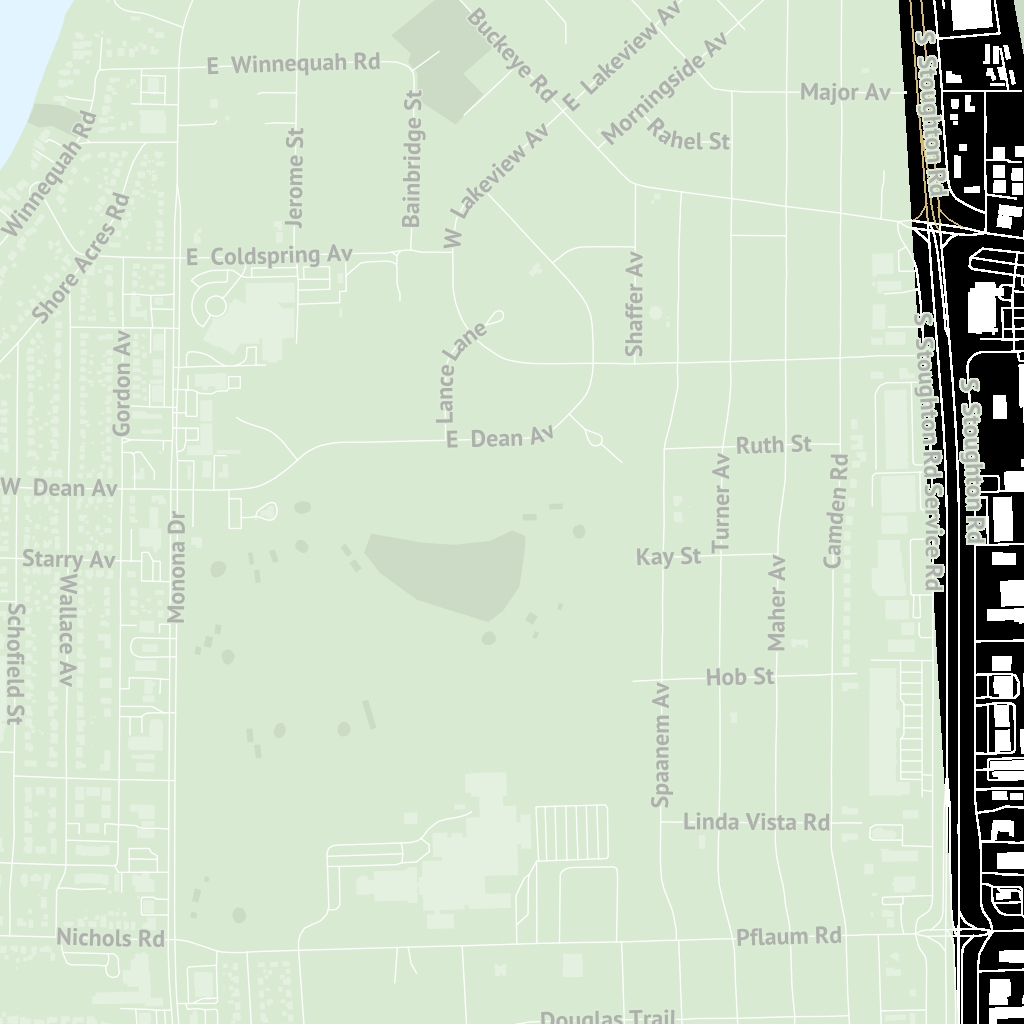 Buckeye Rd
E Lakeview Av
Morningside Av
S Stoughton Rd
E Winnequah Rd
Major Av
Winnequah Rd
Jerome St
Bainbridge St
W Lakeview Av
Rahel St
Shore Acres Rd
E Coldspring Av
Shaffer Av
Gordon Av
Lance Lane
S Stoughton Rd Service Rd
S Stoughton Rd
E Dean Av
Ruth St
W Dean Av
Monona Dr
Turner Av
Camden Rd
Starry Av
Kay St
Wallace Av
Maher Av
Schofield St
Hob St
Spaanem Av
Linda Vista Rd
Nichols Rd
Pflaum Rd
Douglas Trail